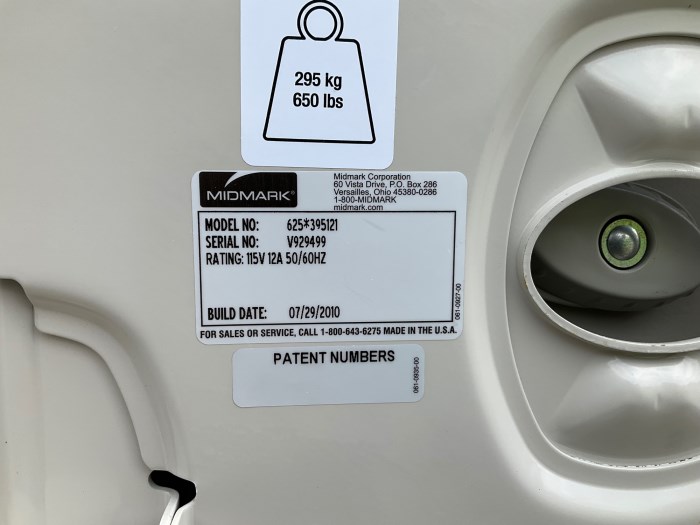 295 kg
650 lbs
MIDMARK®
Midmark Corporation
60 Vista Drive, P.O. Box 286
Versailles, Ohio 45380-0286
1-800-MIDMARK
midmark.com
MODEL NO: 625*395121
SERIAL NO: V929499
RATING: 115V 12A 50/60HZ
BUILD DATE: 07/29/2010
061-0927-00
FOR SALES OR SERVICE, CALL 1-800-643-6275 MADE IN THE U.S.A.
PATENT NUMBERS
061-0935-00